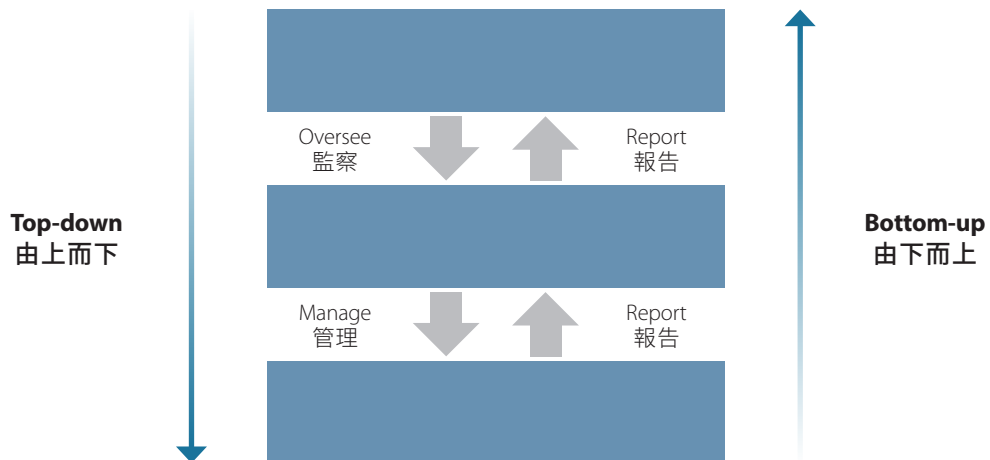 Oversee
監察
Report
報告
Top-down
由上而下
Bottom-up
由下而上
Manage
管理
Report
報告